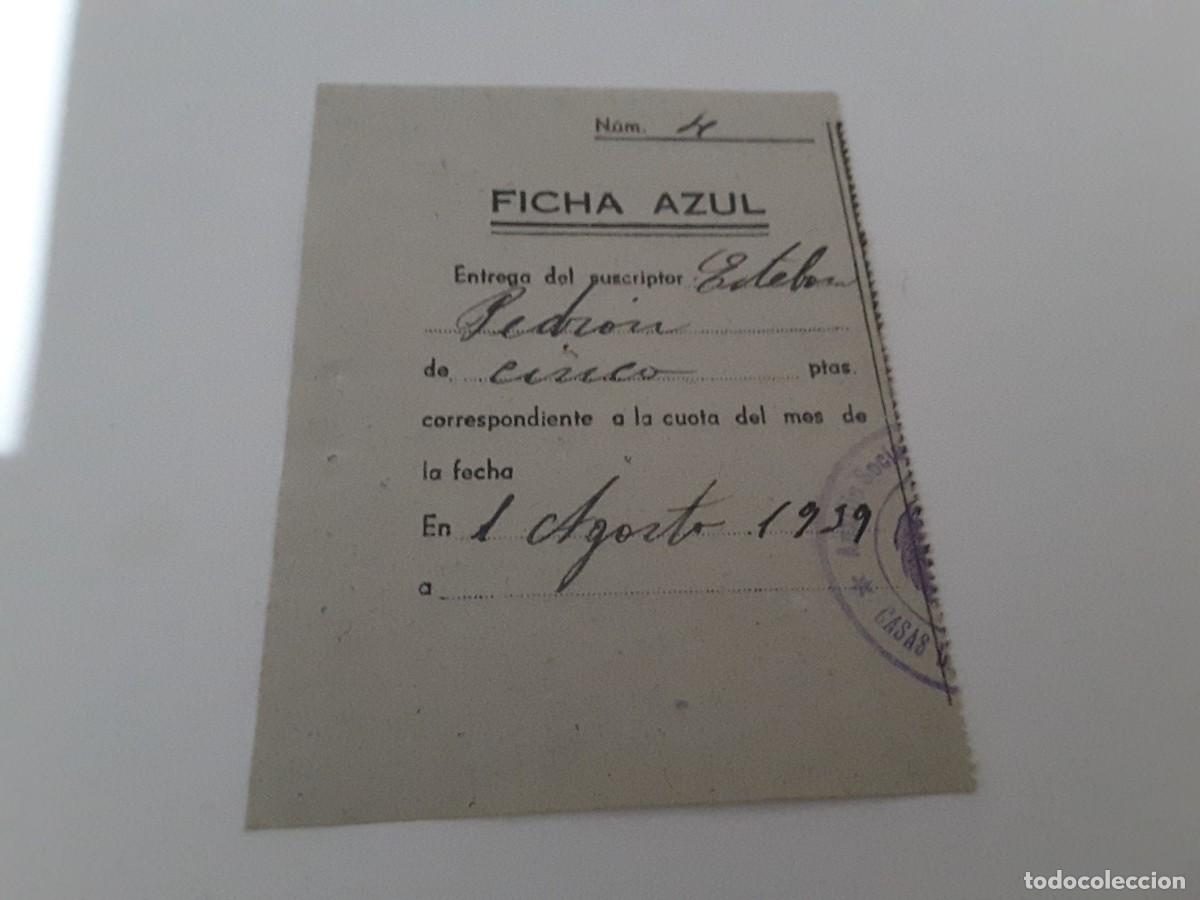 Núm. 4
FICHA AZUL
Entrega del suscriptor Esteban
Pedrón
de cinco ptas.
correspondiente a la cuota del mes de
la fecha
En 1 Agosto 1939
a
CASAS
todocoleccion